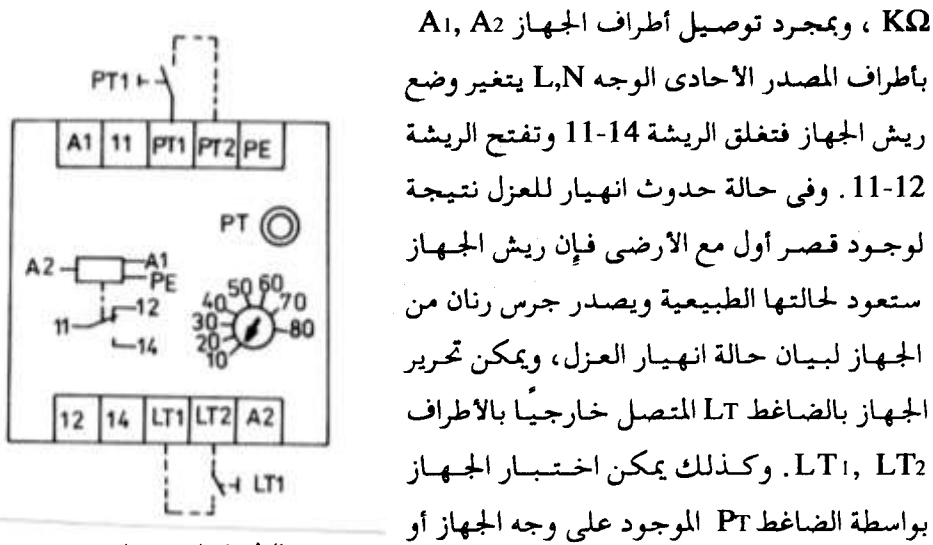 KΩ ، وبمجرد توصيل أطراف الجهاز A1, A2
بأطراف المصدر الأحادى الوجه L,N يتغير وضع
ريش الجهاز فتغلق الريشة 14-11 وتفتح الريشة
11-12 . وفى حالة حدوث انهيار للعزل نتيجة
لوجود قصر أول مع الأرضى فإن ريش الجهاز
ستعود لحالتها الطبيعية ويصدر جرس رنان من
الجهاز لبيان حالة انهيار العزل، ويمكن تحرير
الجهاز بالضاغط LT المتصل خارجيًا بالأطراف
LT1, LT2 . وكذلك يمكن اختبار الجهاز
بواسطة الضاغط PT الموجود على وجه الجهاز أو
PT1
A1 11 PT1 PT2 PE
PT
A2 A1
PE
11 12
14
10 20 30 40 50 60 70 80
12 14 LT1 LT2 A2
LT1